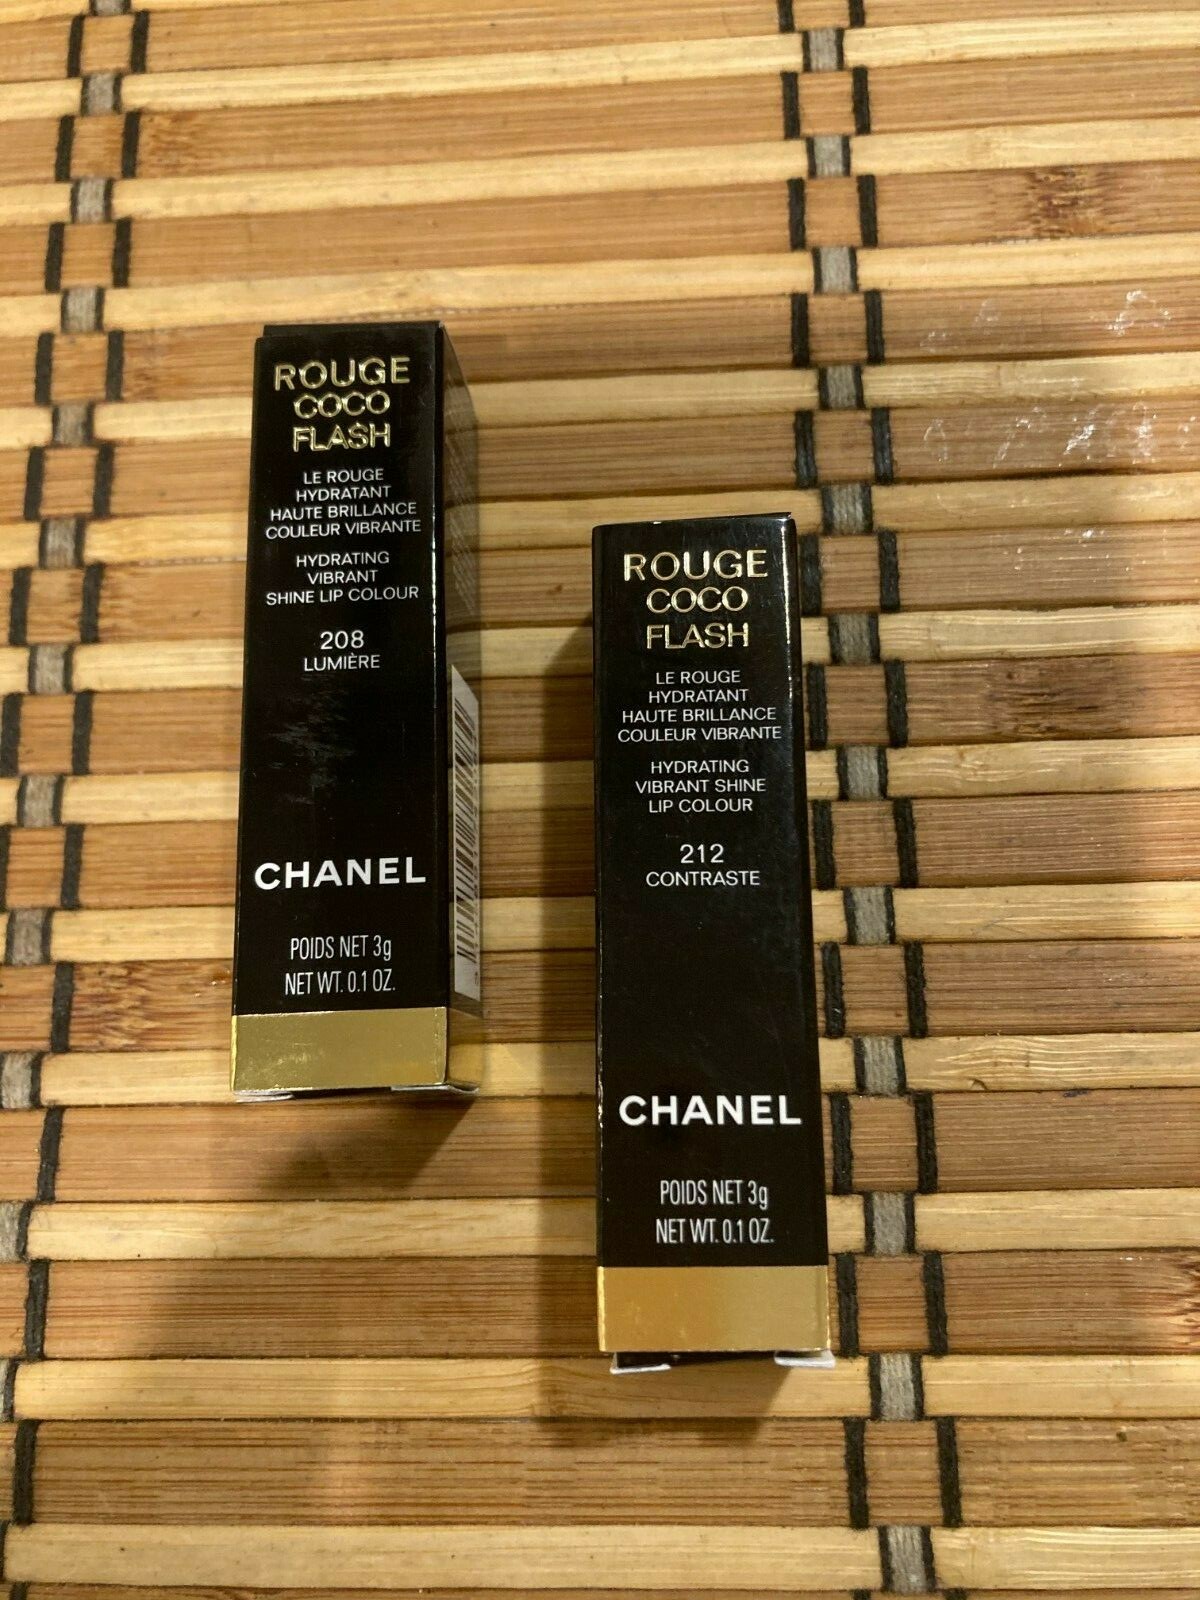 ROUGE
COCO
FLASH
LE ROUGE
HYDRATANT
HAUTE BRILLANCE
COULEUR VIBRANTE
HYDRATING
VIBRANT
SHINE LIP COLOUR
208
LUMIÈRE
CHANEL
POIDS NET 3g
NET WT. 0.1 OZ.
ROUGE
COCO
FLASH
LE ROUGE
HYDRATANT
HAUTE BRILLANCE
COULEUR VIBRANTE
HYDRATING
VIBRANT SHINE
LIP COLOUR
212
CONTRASTE
CHANEL
POIDS NET 3g
NET WT. 0.1 OZ.